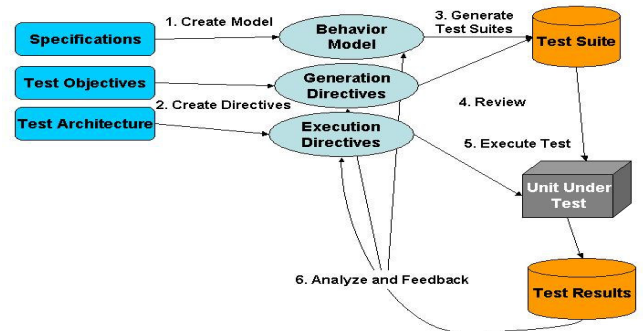 1. Create Model
3. Generate
Test Suites
Specifications
Behavior
Model
Test Suite
Test Objectives
Generation
Directives
2. Create Directives
4. Review
Test Architecture
Execution
Directives
5. Execute Test
Unit Under
Test
6. Analyze and Feedback
Test Results